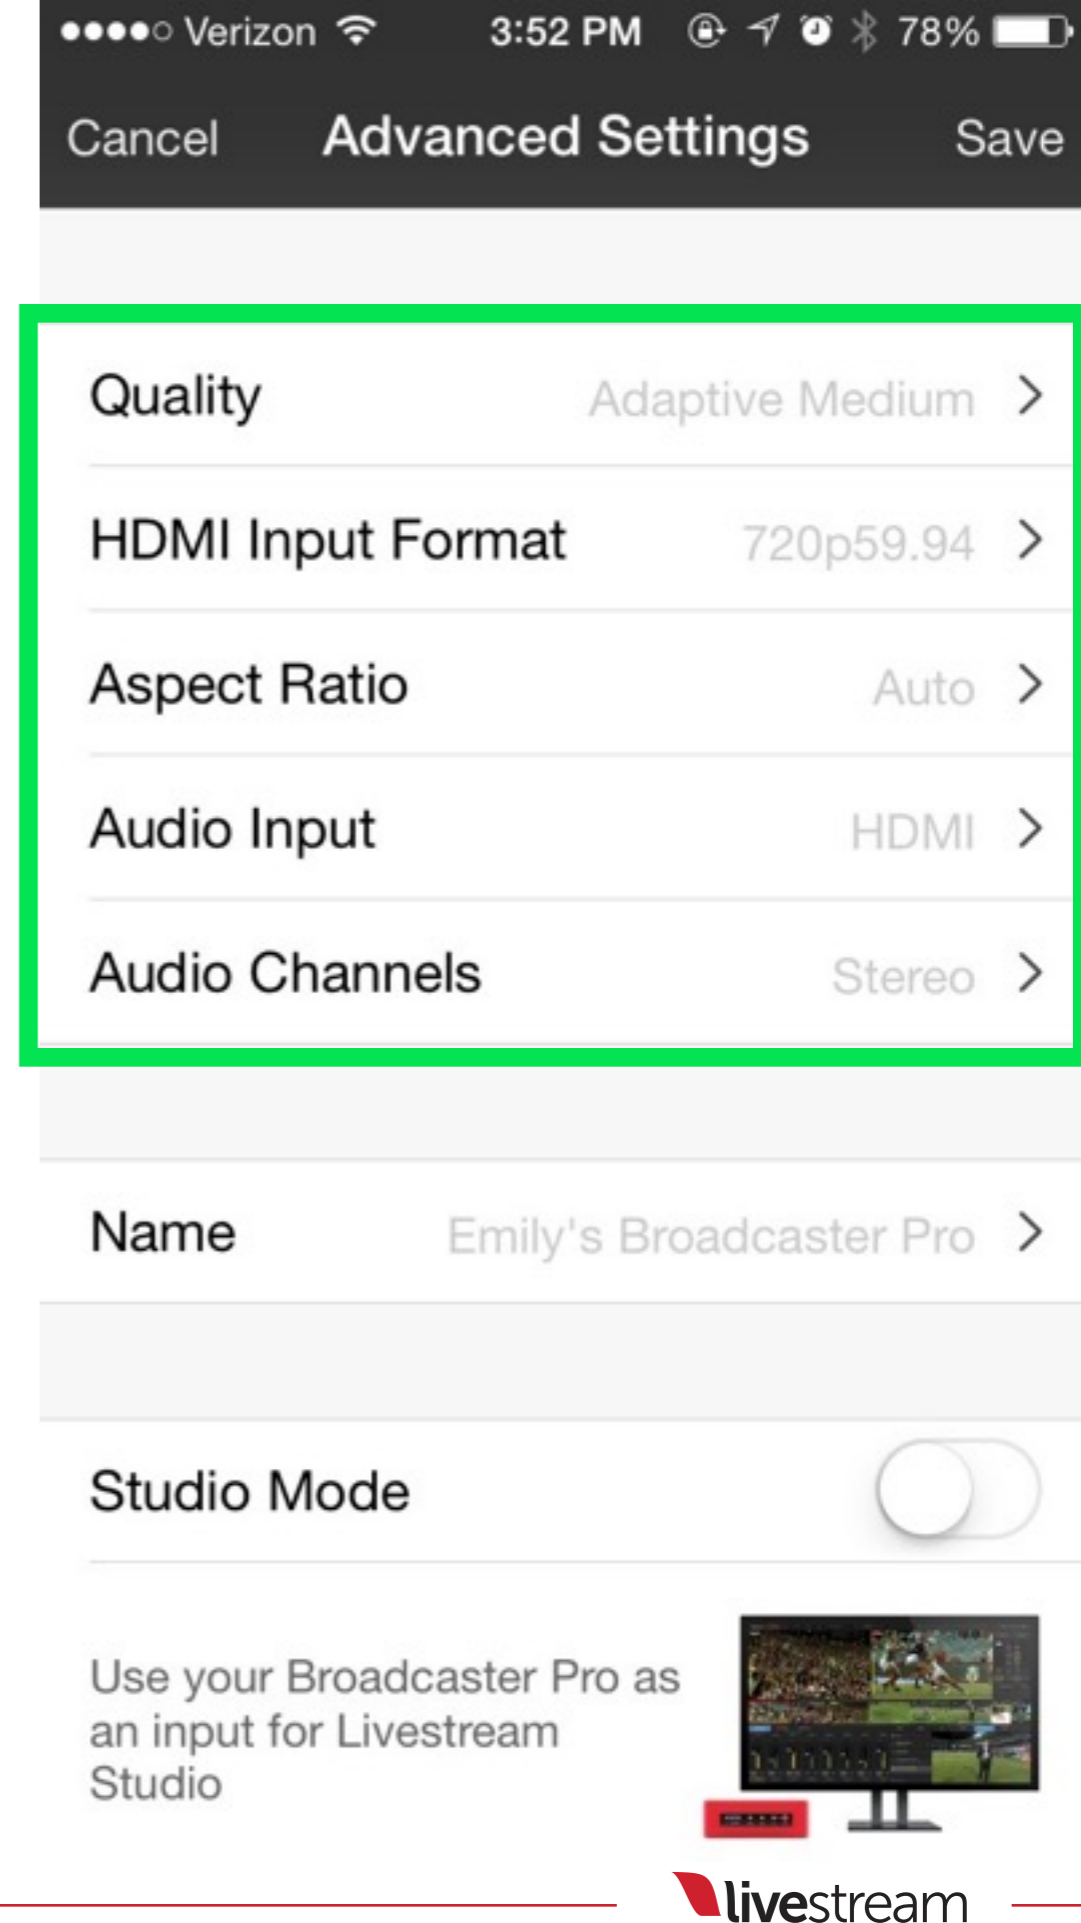 Verizon 3:52 PM 78%
Cancel Advanced Settings Save
Quality Adaptive Medium
HDMI Input Format 720p59.94
Aspect Ratio Auto
Audio Input HDMI
Audio Channels Stereo
Name Emily's Broadcaster Pro
Studio Mode
Use your Broadcaster Pro as
an input for Livestream
Studio
livestream